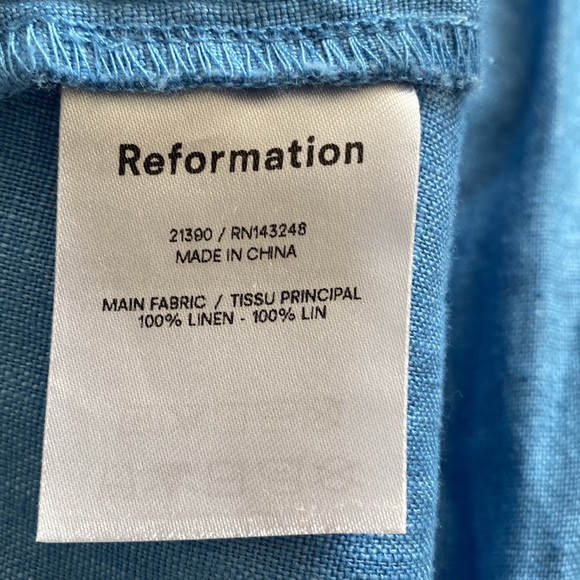 Reformation
21390 / RN143248
MADE IN CHINA
MAIN FABRIC / TISSU PRINCIPAL
100% LINEN - 100% LIN